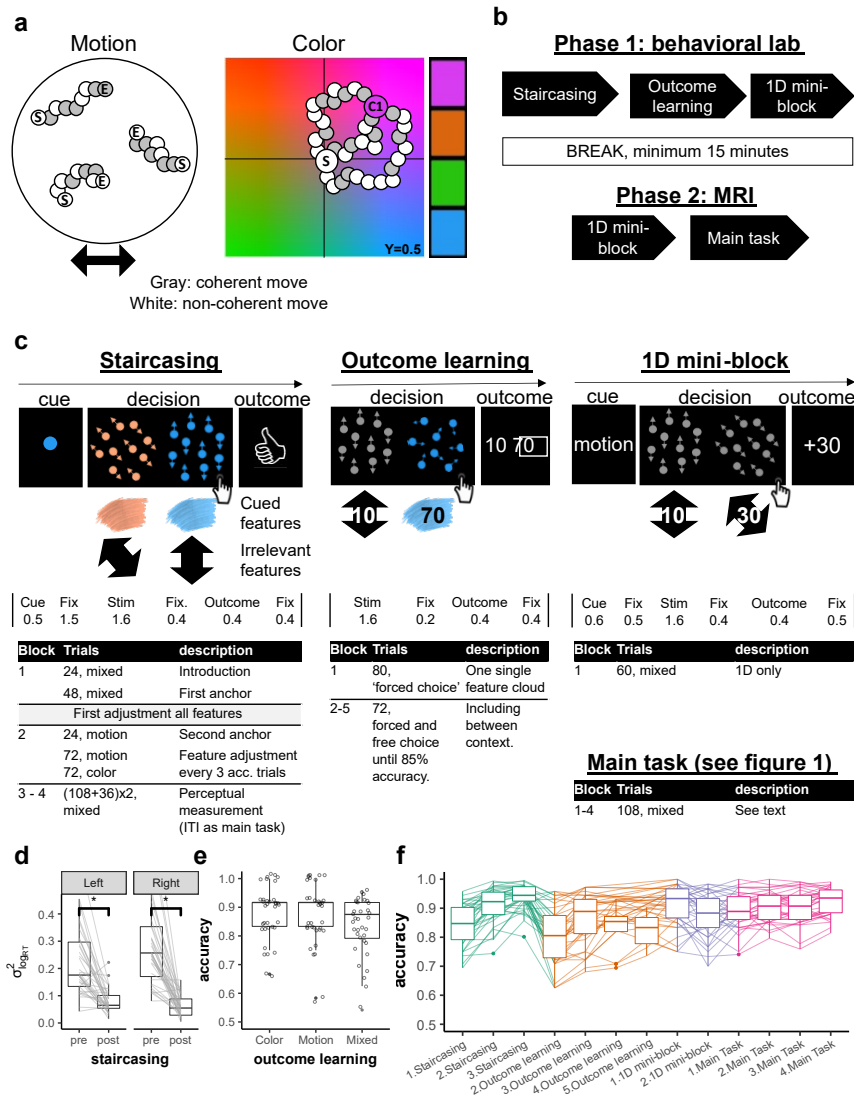 a
Motion
Color
S
E
E
S
E
S
C1
S
Y=0.5
Gray: coherent move
White: non-coherent move
b
Phase 1: behavioral lab
Staircasing
Outcome
learning
1D mini-
block
BREAK, minimum 15 minutes
Phase 2: MRI
1D mini-
block
Main task
c
Staircasing
cue
decision
outcome
Cued
features
Irrelevant
features
Cue Fix Stim Fix. Outcome Fix
0.5 1.5 1.6 0.4 0.4 0.4
Block Trials description
1 24, mixed Introduction
48, mixed First anchor
First adjustment all features
2 24, motion Second anchor
72, motion Feature adjustment
72, color every 3 acc. trials
3 - 4 (108+36)x2, Perceptual
mixed measurement
(ITI as main task)
Outcome learning
decision
outcome
10 70
10
70
Stim Fix Outcome Fix
1.6 0.2 0.4 0.4
Block Trials description
1 80, One single
'forced choice' feature cloud
2-5 72, Including
forced and between
free choice context.
until 85%
accuracy.
1D mini-block
Cue
decision
Outcome
motion
+30
10
30
Cue Fix Stim Fix Outcome Fix
0.6 0.5 1.6 0.4 0.4 0.5
Block Trials description
1 60, mixed 1D only
Main task (see figure 1)
Block Trials description
1-4 108, mixed See text
d
Left
Right
*
*
σ²logRT
0.4
0.3
0.2
0.1
0.0
pre
post
pre
post
staircasing
e
accuracy
1.0
0.9
0.8
0.7
0.6
0.5
Color
Motion
Mixed
outcome learning
f
accuracy
1.0
0.9
0.8
0.7
0.6
0.5
1.Staircasing
2.Staircasing
3.Staircasing
2.Outcome learning
3.Outcome learning
4.Outcome learning
5.Outcome learning
1.1D mini-block
2.1D mini-block
1.Main Task
2.Main Task
3.Main Task
4.Main Task